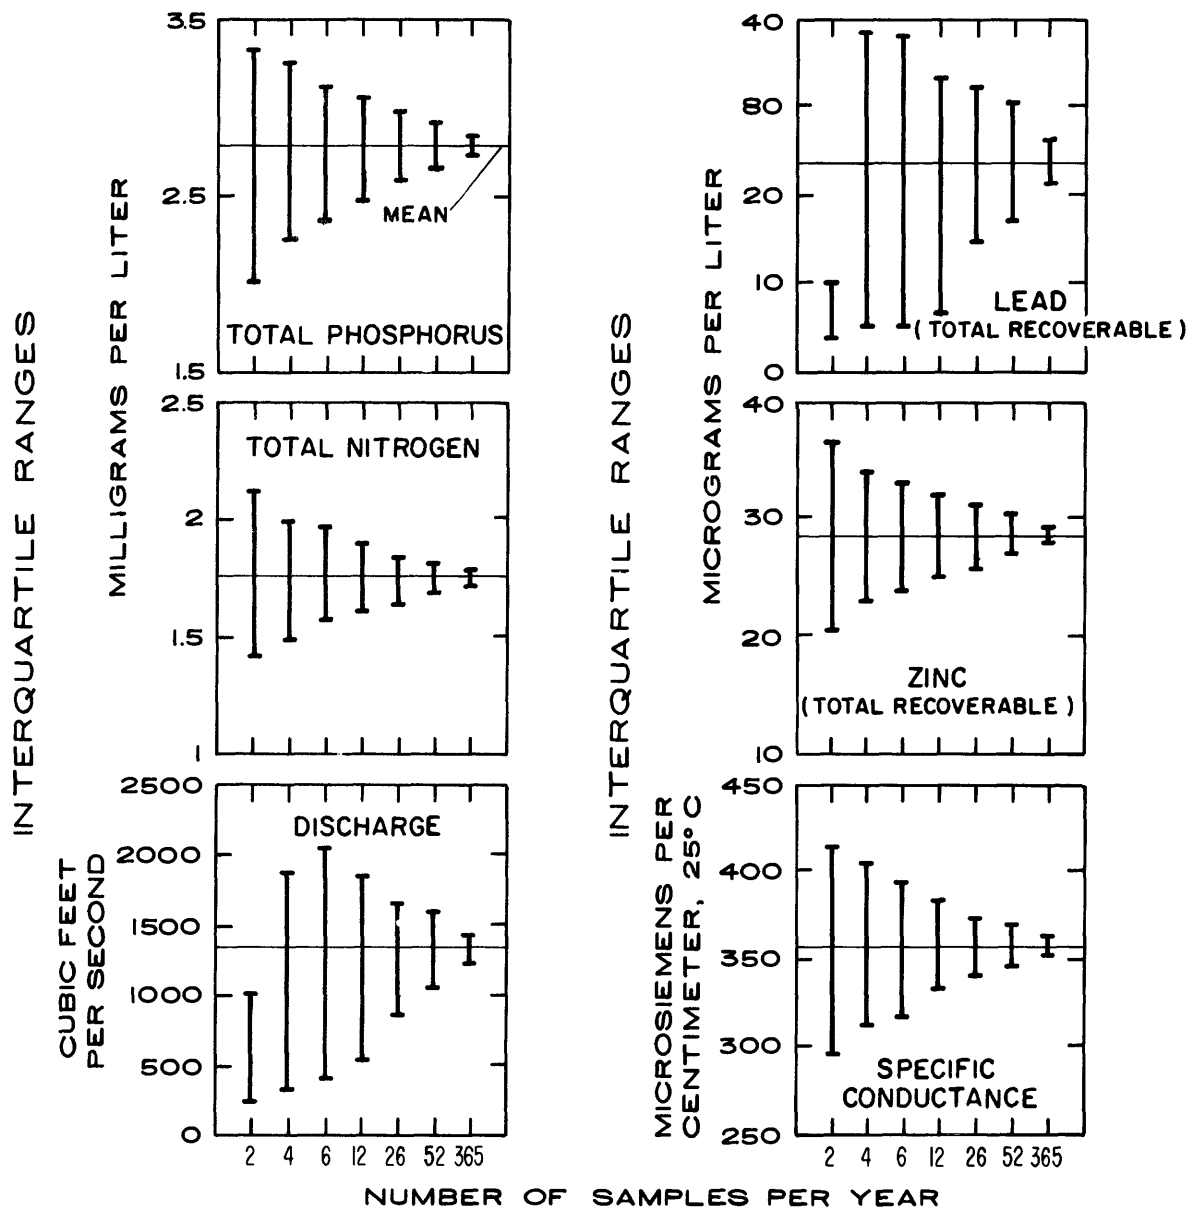 INTERQUARTILE RANGES
MILLIGRAMS PER LITER
3.5
2.5
1.5
MEAN
TOTAL PHOSPHORUS
2.5
2
1.5
1
TOTAL NITROGEN
CUBIC FEET
PER SECOND
2500
2000
1500
1000
500
0
DISCHARGE
2 4 6 12 26 52 365
INTERQUARTILE RANGES
MICROGRAMS PER LITER
40
80
20
10
0
LEAD
(TOTAL RECOVERABLE)
40
30
20
10
ZINC
(TOTAL RECOVERABLE)
MICROSIEMENS PER
CENTIMETER, 25° C
450
400
350
300
250
SPECIFIC
CONDUCTANCE
2 4 6 12 26 52 365
NUMBER OF SAMPLES PER YEAR